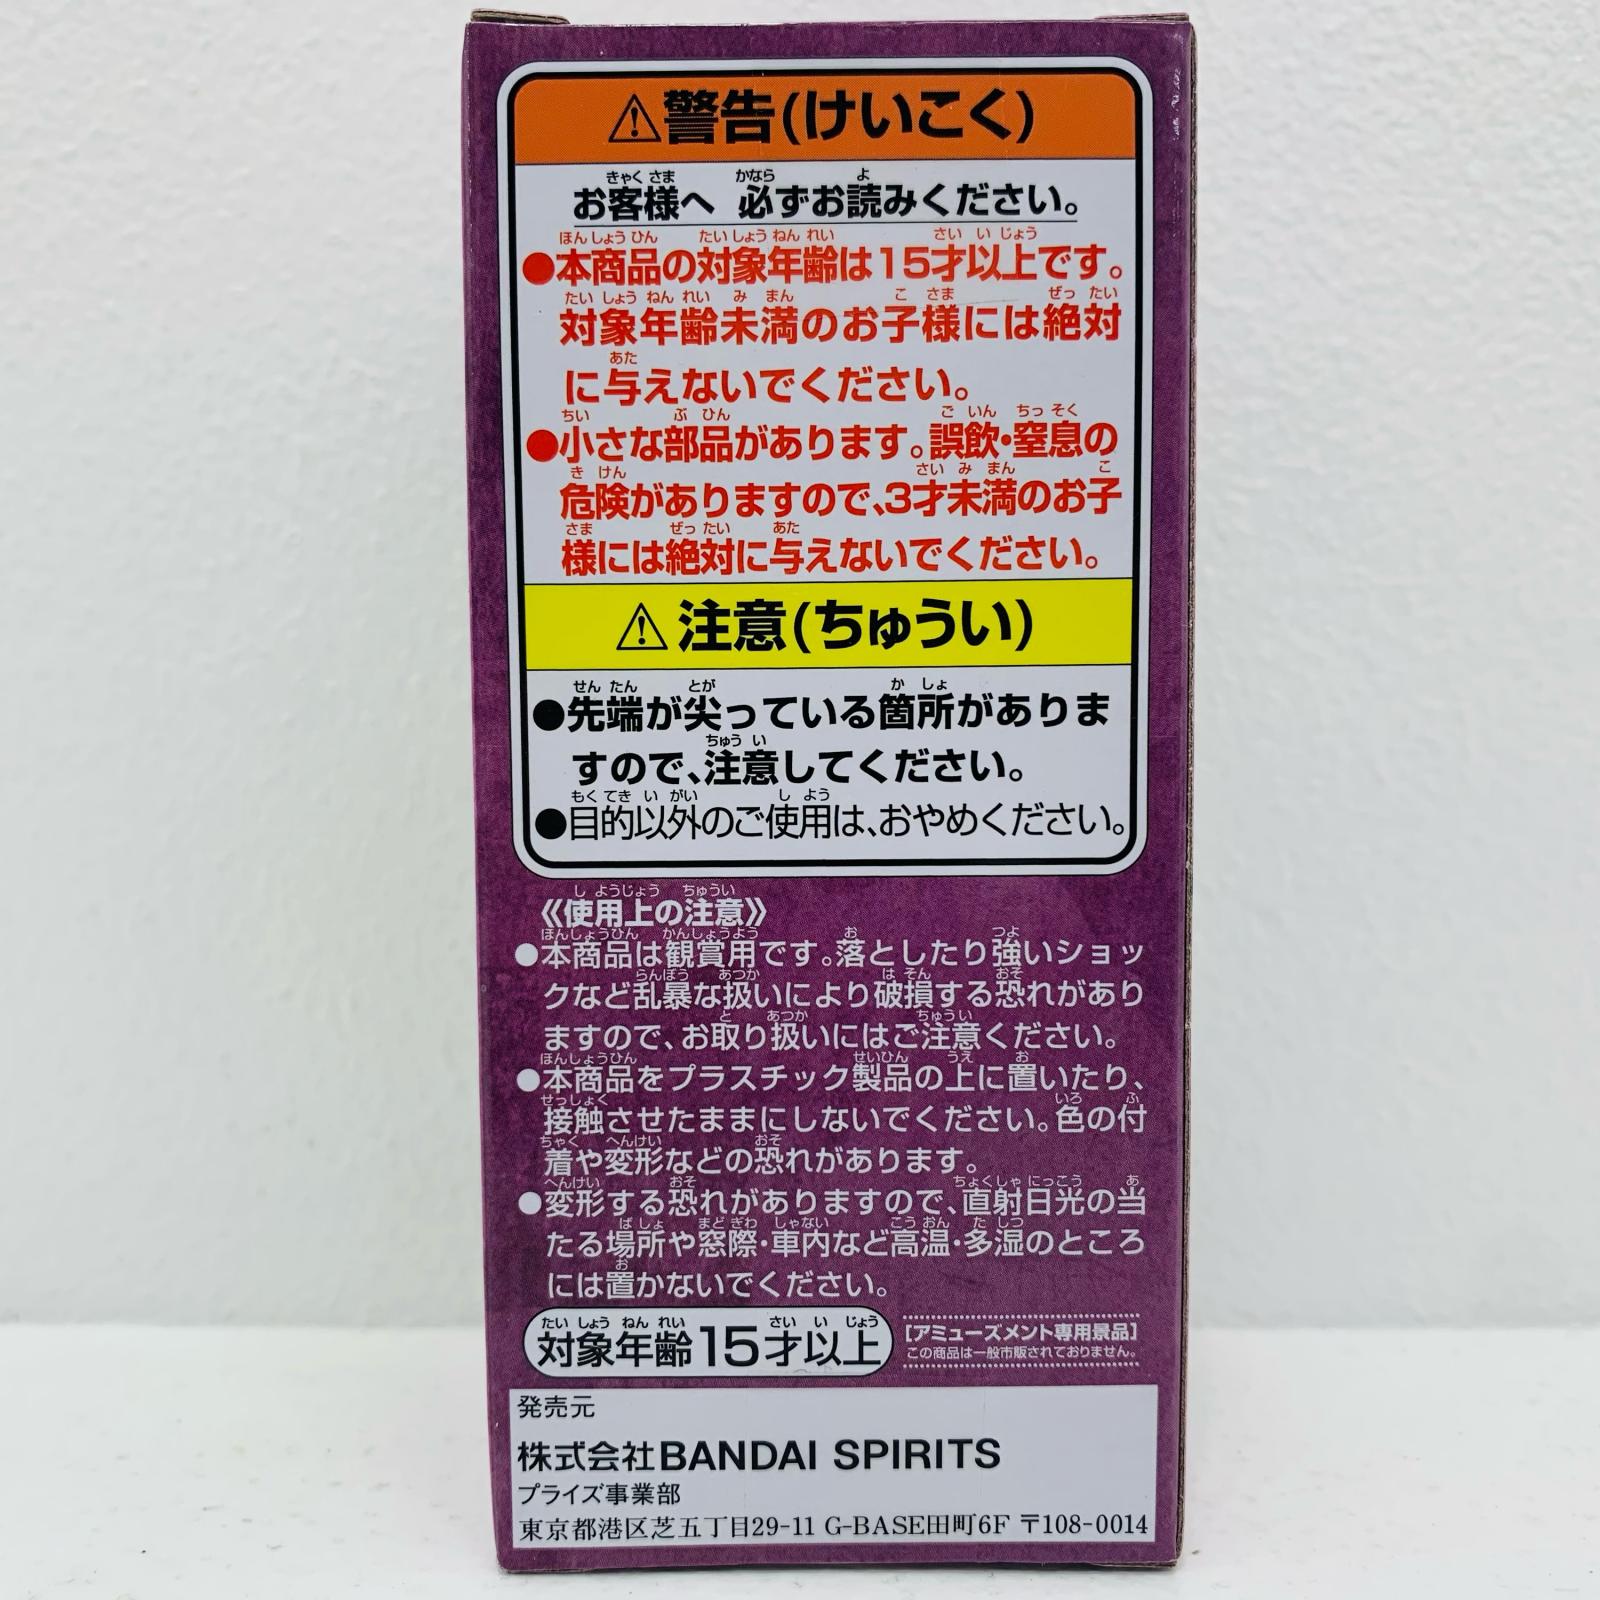 ⚠警告(けいこく)
お客様へ 必ずお読みください。
●本商品の対象年齢は15才以上です。
対象年齢未満のお子様には絶対
に与えないでください。
●小さな部品があります。誤飲・窒息の
危険がありますので、3才未満のお子
様には絶対に与えないでください。
⚠注意(ちゅうい)
●先端が尖っている箇所がありま
すので、注意してください。
●目的以外のご使用は、おやめください。
《使用上の注意》
●本商品は観賞用です。落としたり強いショッ
クなど乱暴な扱いにより破損する恐れがあり
ますので、お取り扱いにはご注意ください。
●本商品をプラスチック製品の上に置いたり、
接触させたままにしないでください。色の付
着や変形などの恐れがあります。
●変形する恐れがありますので、直射日光の当
たる場所や窓際・車内など高温・多湿のところ
には置かないでください。
対象年齢15才以上
[アミューズメント専用景品]
この商品は一般市販されておりません。
発売元
株式会社BANDAI SPIRITS
プライズ事業部
東京都港区芝五丁目29-11 G-BASE田町6F 〒108-0014